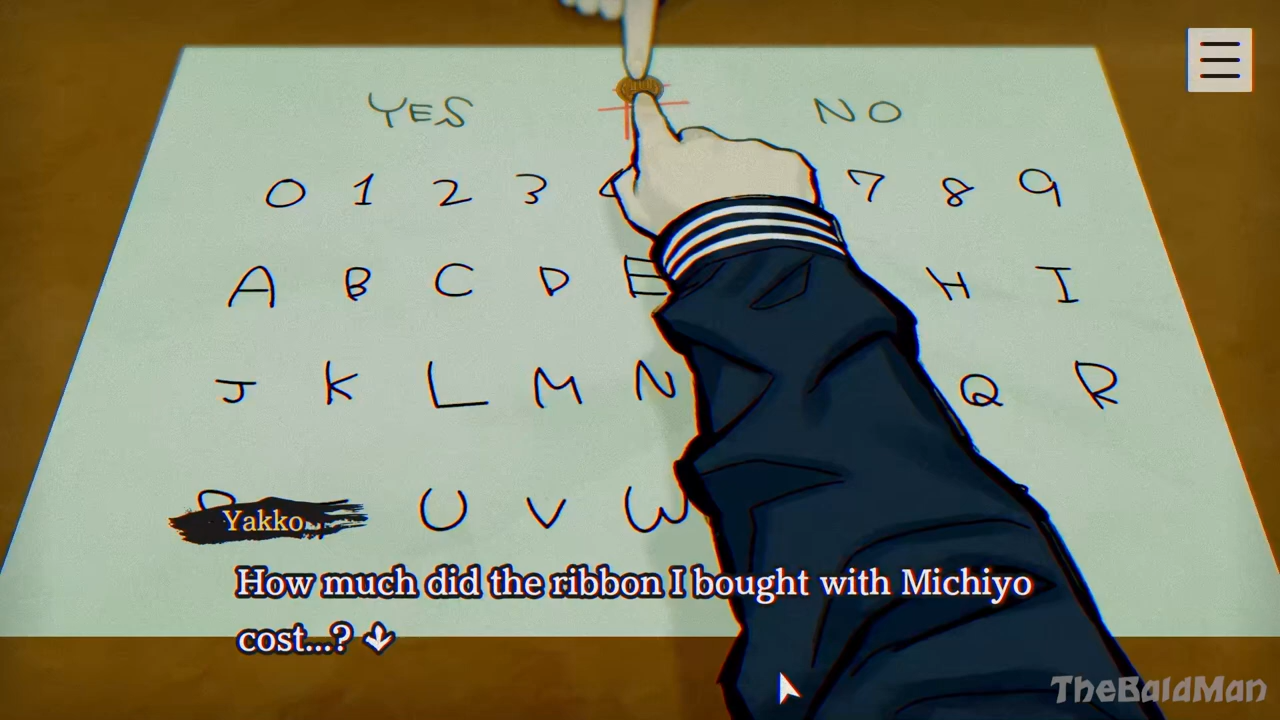 YES NO
0 1 2 3 7 8 9
A B C D E H I
J K L M N Q R
U V W
Yakko
How much did the ribbon I bought with Michiyo
cost...?
TheBaldMan